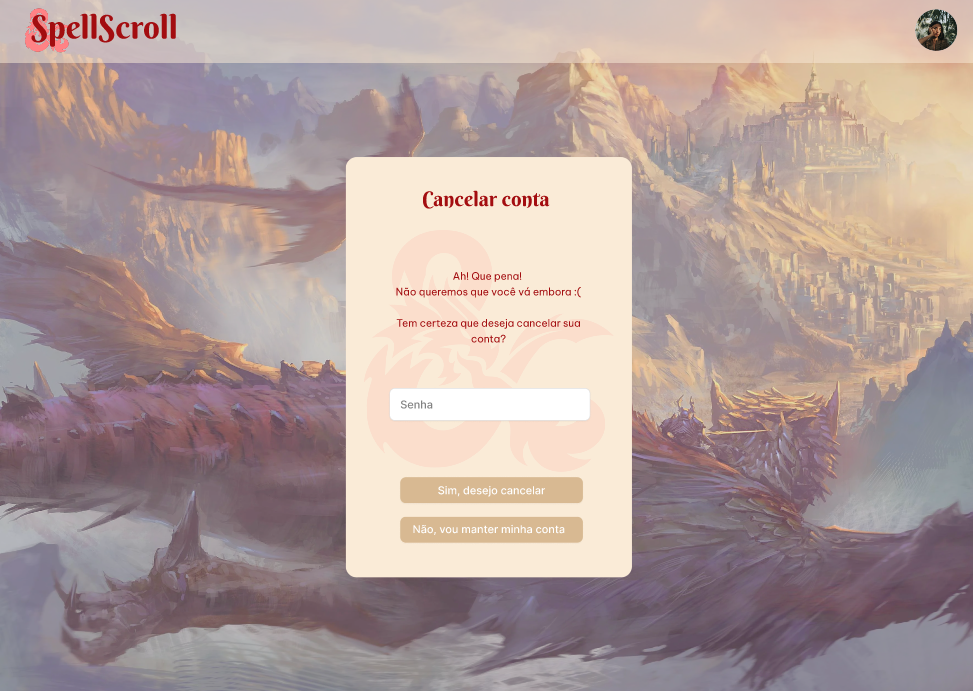 SpellScroll
Cancelar conta
Ah! Que pena!
Não queremos que você vá embora :(
Tem certeza que deseja cancelar sua
conta?
Senha
Sim, desejo cancelar
Não, vou manter minha conta